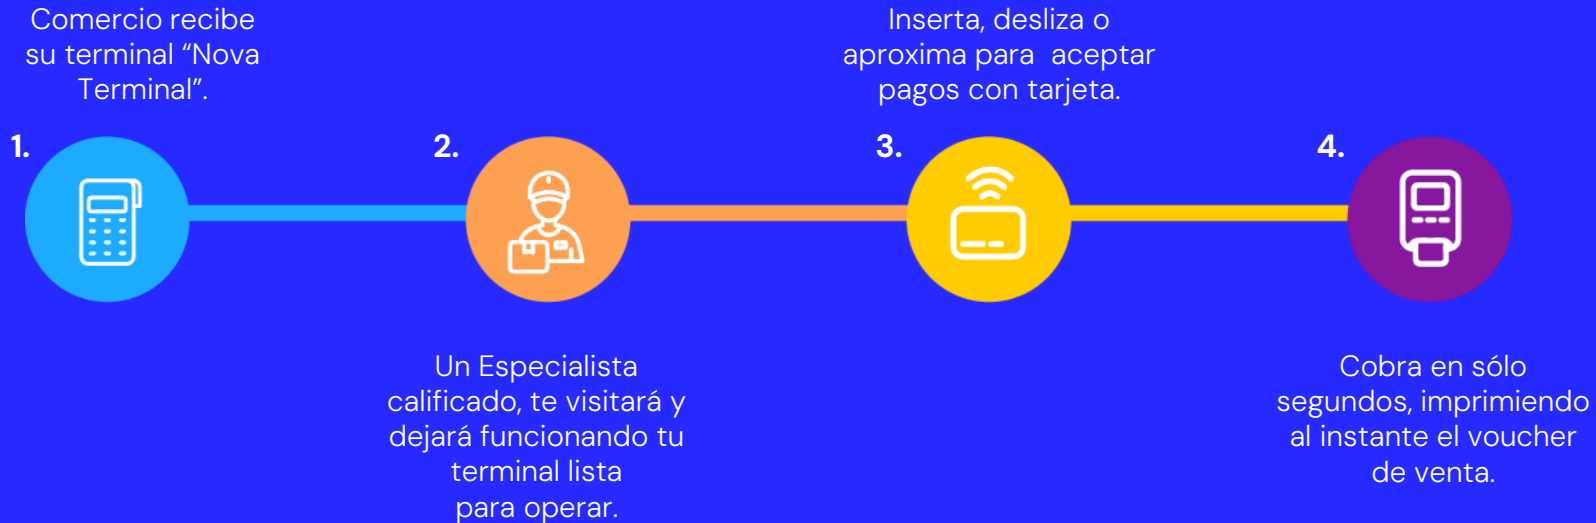 1.
Comercio recibe
su terminal “Nova
Terminal”.
2.
Un Especialista
calificado, te visitará y
dejará funcionando tu
terminal lista
para operar.
3.
Inserta, desliza o
aproxima para  aceptar
pagos con tarjeta.
4.
Cobra en sólo
segundos, imprimiendo
al instante el voucher
de venta.